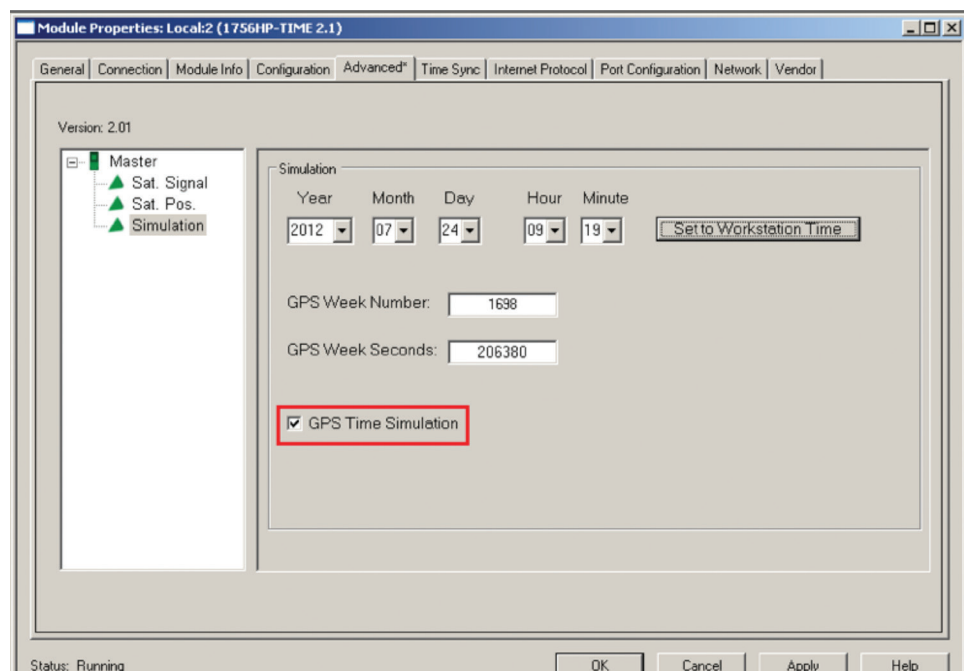 Module Properties: Local:2 (1756HP-TIME 2.1)
General Connection Module Info Configuration Advanced* Time Sync Internet Protocol Port Configuration Network Vendor
Version: 2.01
Master
Sat. Signal
Sat. Pos.
Simulation
Simulation
Year Month Day Hour Minute
2012 07 24 09 19 Set to Workstation Time
GPS Week Number: 1698
GPS Week Seconds: 206380
GPS Time Simulation
Status: Running OK Cancel Apply Help